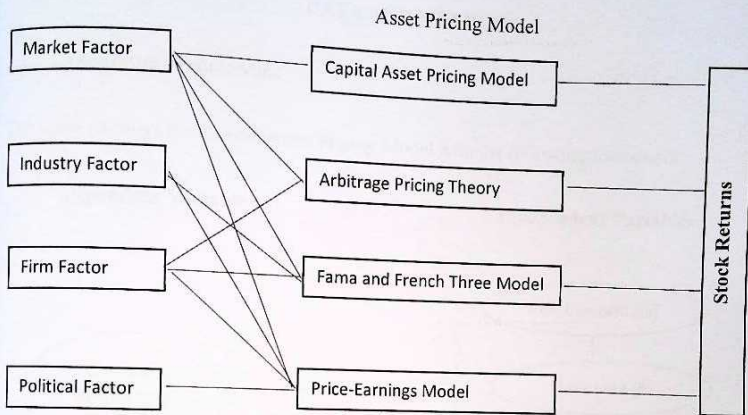 Asset Pricing Model
Market Factor
Capital Asset Pricing Model
Industry Factor
Arbitrage Pricing Theory
Firm Factor
Fama and French Three Model
Political Factor
Price-Earnings Model
Stock Returns